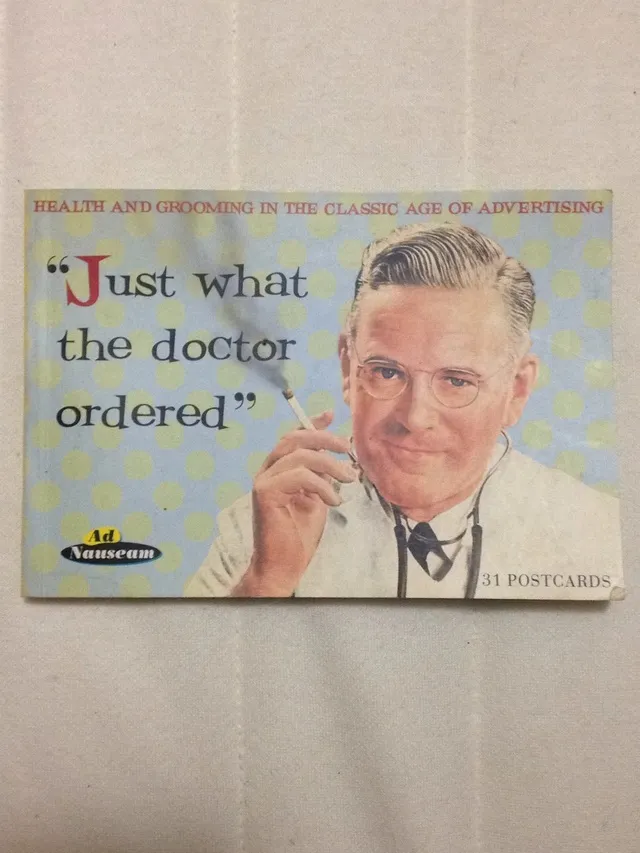 HEALTH AND GROOMING IN THE CLASSIC AGE OF ADVERTISING
“Just what
the doctor
ordered”
Ad
Nauseam
31 POSTCARDS